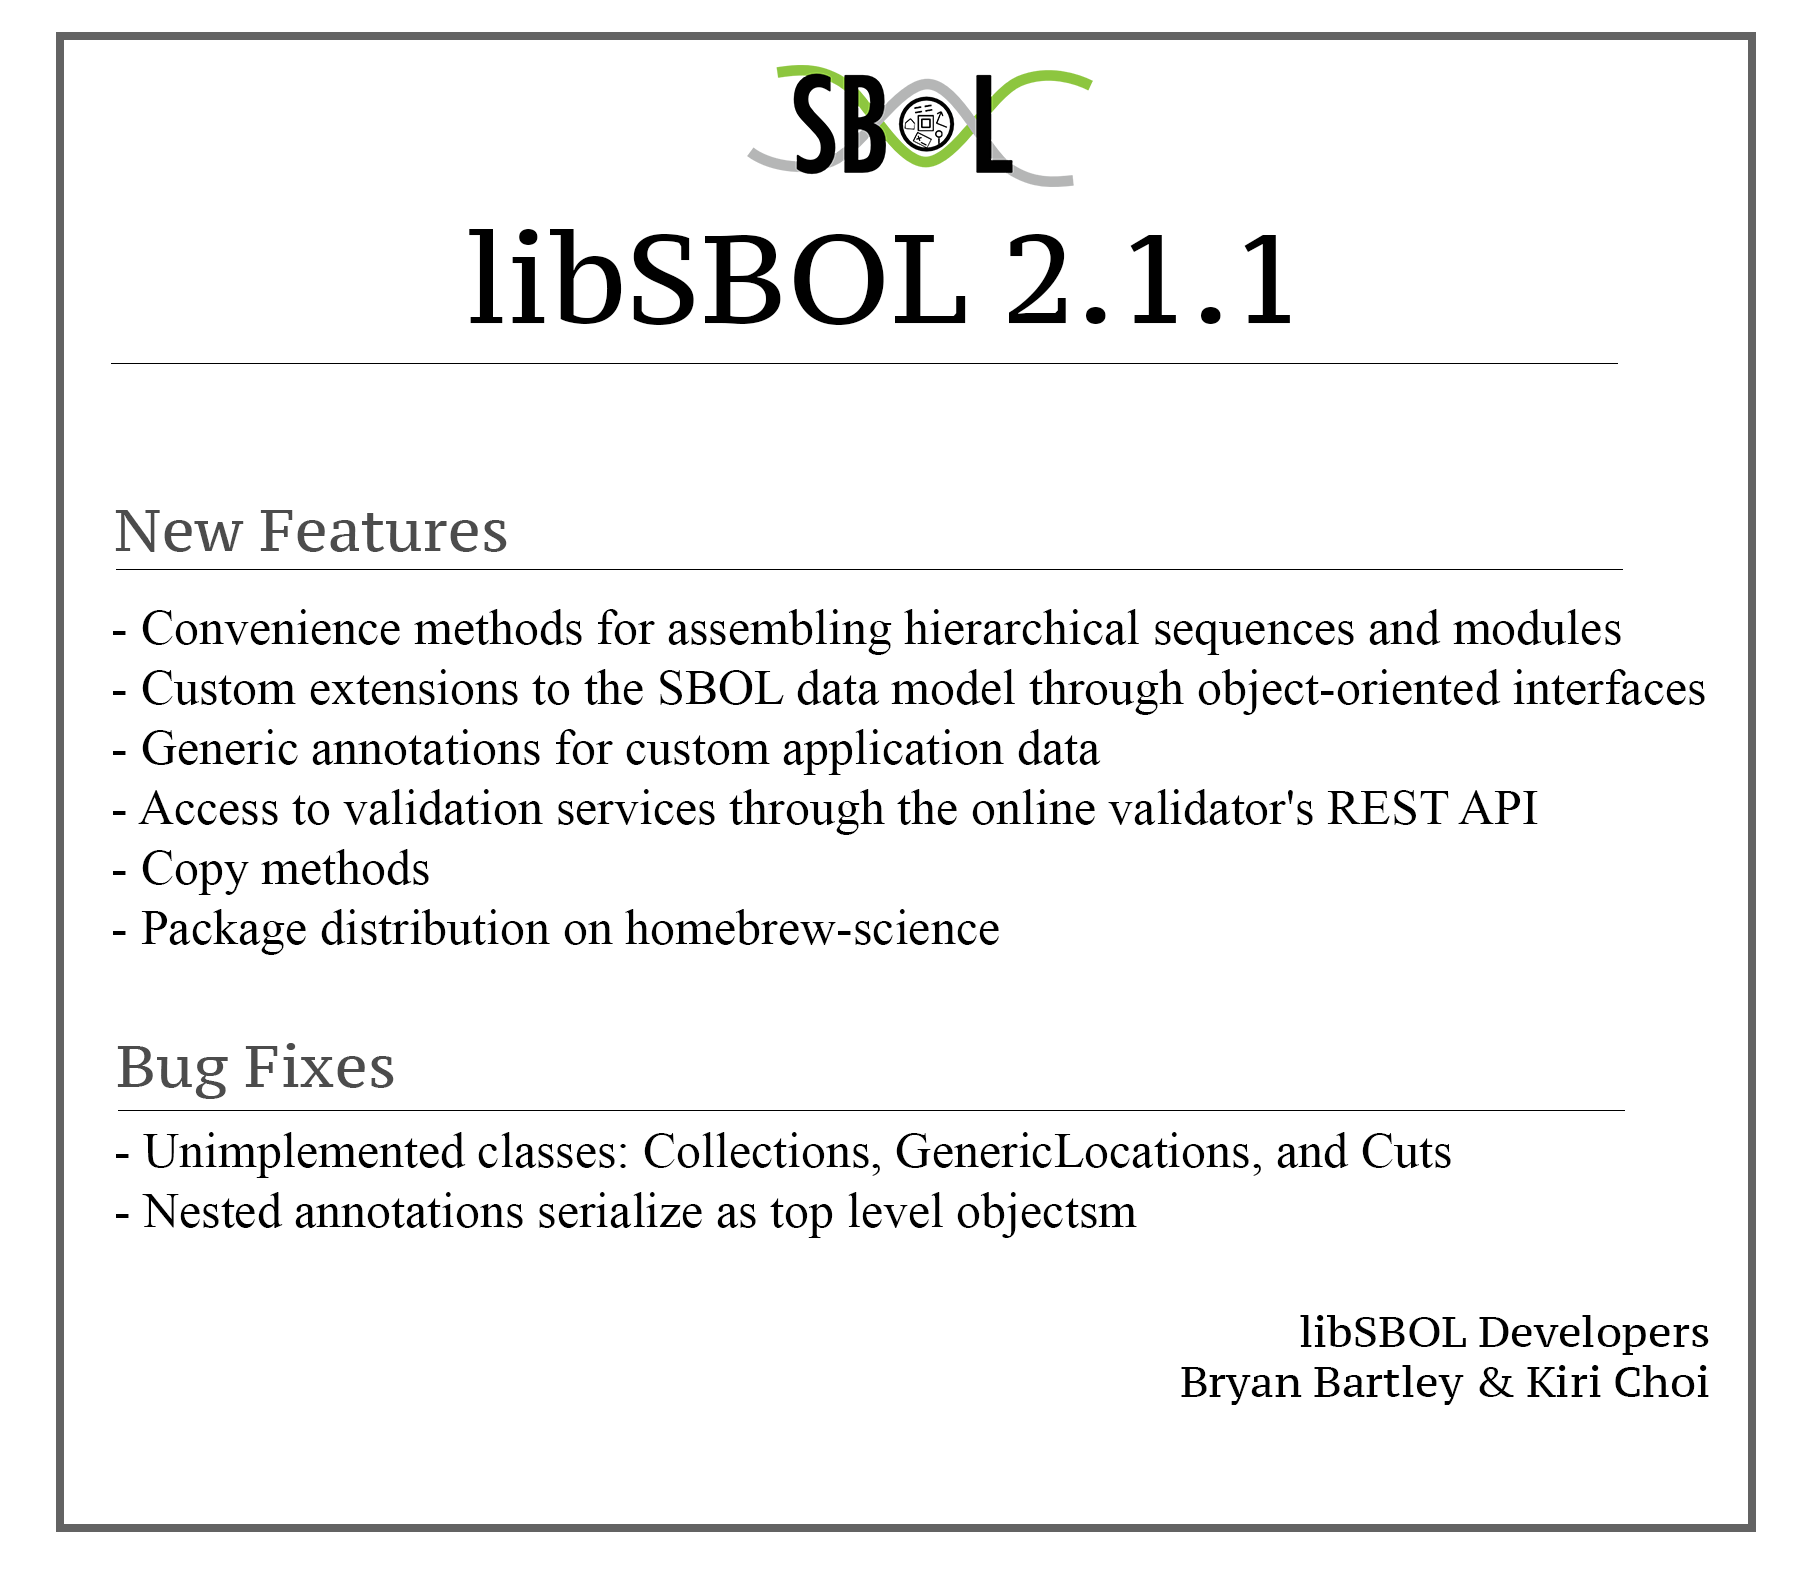 SBOL
libSBOL 2.1.1
New Features
- Convenience methods for assembling hierarchical sequences and modules
- Custom extensions to the SBOL data model through object-oriented interfaces
- Generic annotations for custom application data
- Access to validation services through the online validator's REST API
- Copy methods
- Package distribution on homebrew-science
Bug Fixes
- Unimplemented classes: Collections, GenericLocations, and Cuts
- Nested annotations serialize as top level objectsm
libSBOL Developers
Bryan Bartley & Kiri Choi